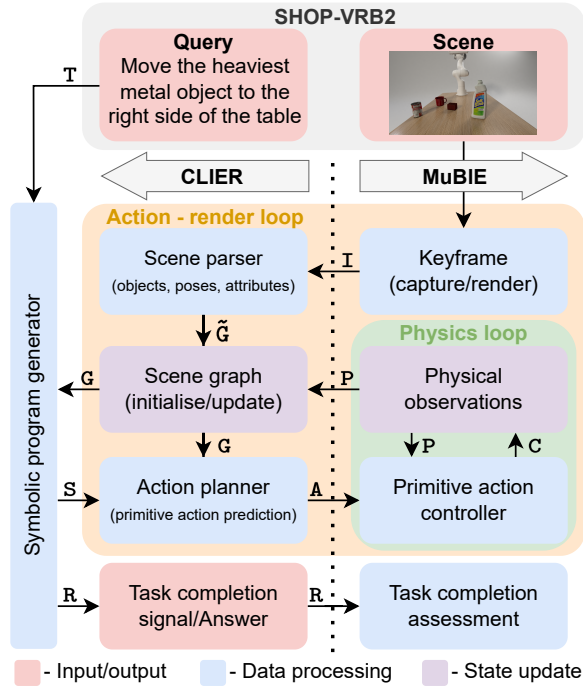 SHOP-VRB2
Query
Move the heaviest
metal object to the
right side of the table
Scene
T
CLIER
MuBIE
Action - render loop
Scene parser
(objects, poses, attributes)
I
Keyframe
(capture/render)
G̃
Physics loop
Symbolic program generator
G
Scene graph
(initialise/update)
P
Physical
observations
G
P
C
S
Action planner
(primitive action prediction)
A
Primitive action
controller
R
Task completion
signal/Answer
R
Task completion
assessment
- Input/output
- Data processing
- State update